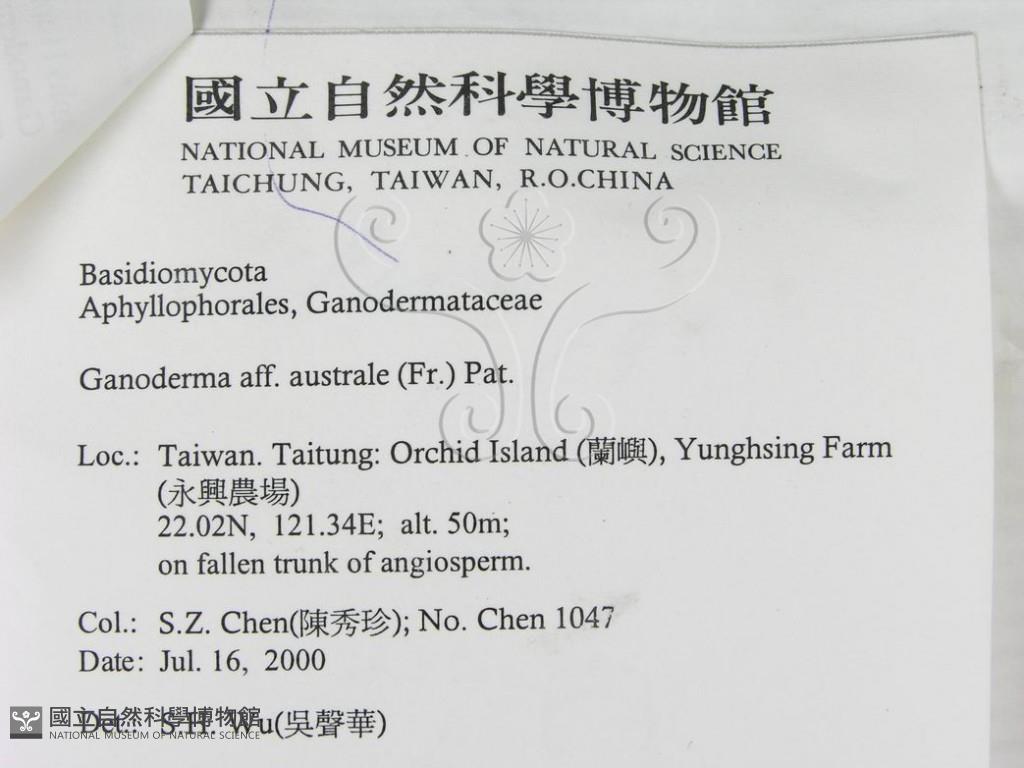 國立自然科學博物館
NATIONAL MUSEUM OF NATURAL SCIENCE
TAICHUNG, TAIWAN, R.O.CHINA
Basidiomycota
Aphyllophorales, Ganodermataceae
Ganoderma aff. australe (Fr.) Pat.
Loc.: Taiwan. Taitung: Orchid Island (蘭嶼), Yunghsing Farm
(永興農場)
22.02N, 121.34E; alt. 50m;
on fallen trunk of angiosperm.
Col.: S.Z. Chen(陳秀珍); No. Chen 1047
Date: Jul. 16, 2000
Det.: S.H. Wu(吳聲華)
國立自然科學博物館
NATIONAL MUSEUM OF NATURAL SCIENCE